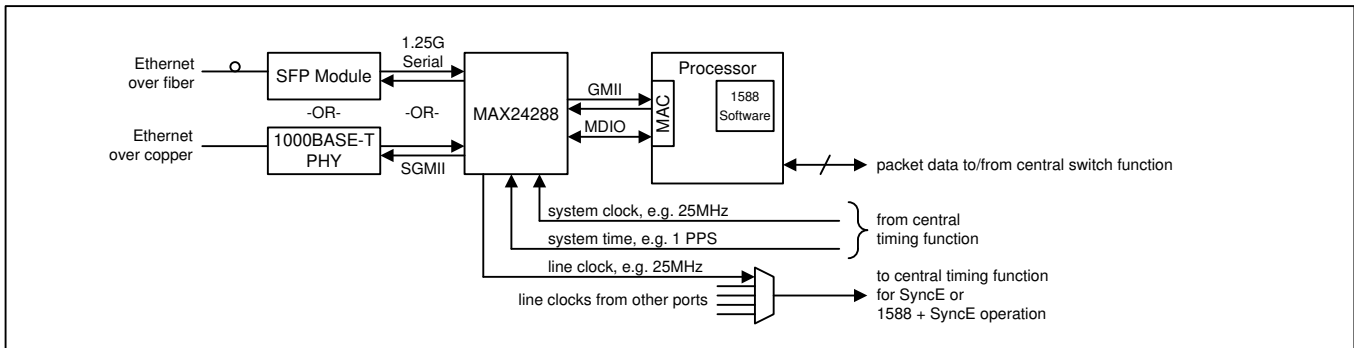 1.25G
Serial
Ethernet
over fiber
SFP Module
-OR-
-OR-
Ethernet
over copper
1000BASE-T
PHY
SGMII
MAX24288
GMII
MDIO
Processor
MAC
1588
Software
packet data to/from central switch function
system clock, e.g. 25MHz
system time, e.g. 1 PPS
from central
timing function
line clock, e.g. 25MHz
line clocks from other ports
to central timing function
for SyncE or
1588 + SyncE operation